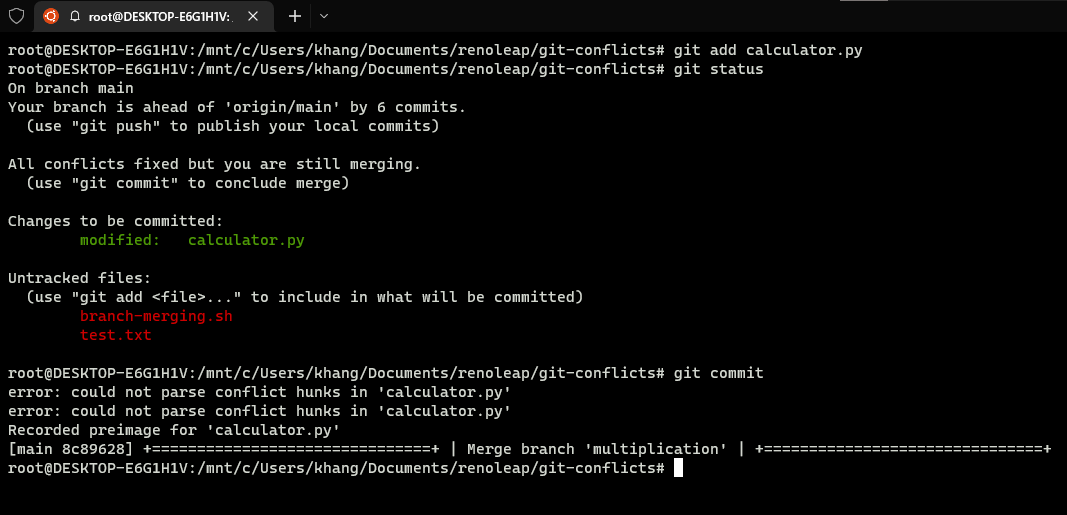 root@DESKTOP-E6G1H1V: 
root@DESKTOP-E6G1H1V:/mnt/c/Users/khang/Documents/renoleap/git-conflicts# git add calculator.py
root@DESKTOP-E6G1H1V:/mnt/c/Users/khang/Documents/renoleap/git-conflicts# git status
On branch main
Your branch is ahead of 'origin/main' by 6 commits.
  (use "git push" to publish your local commits)

All conflicts fixed but you are still merging.
  (use "git commit" to conclude merge)

Changes to be committed:
        modified:   calculator.py

Untracked files:
  (use "git add <file>..." to include in what will be committed)
        branch-merging.sh
        test.txt

root@DESKTOP-E6G1H1V:/mnt/c/Users/khang/Documents/renoleap/git-conflicts# git commit
error: could not parse conflict hunks in 'calculator.py'
error: could not parse conflict hunks in 'calculator.py'
Recorded preimage for 'calculator.py'
[main 8c89628] +===============================+ | Merge branch 'multiplication' | +===============================+
root@DESKTOP-E6G1H1V:/mnt/c/Users/khang/Documents/renoleap/git-conflicts#